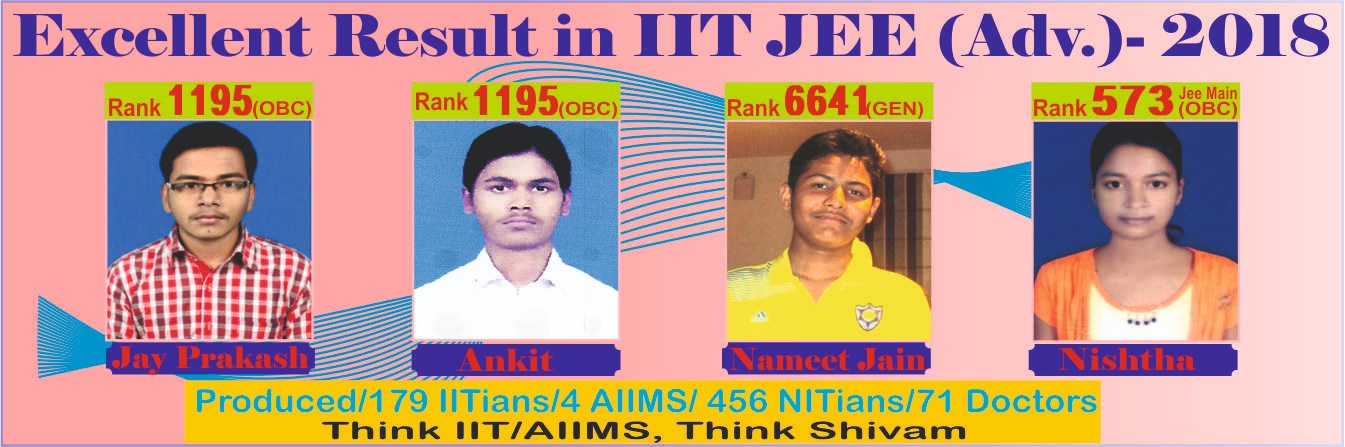 Excellent Result in IIT JEE (Adv.)- 2018
Rank 1195(OBC)
Rank 1195(OBC)
Rank 6641(GEN)
Rank 573 Jee Main (OBC)
Jay Prakash
Ankit
Nameet Jain
Nishtha
Produced/179 IITians/4 AIIMS/ 456 NITians/71 Doctors
Think IIT/AIIMS, Think Shivam